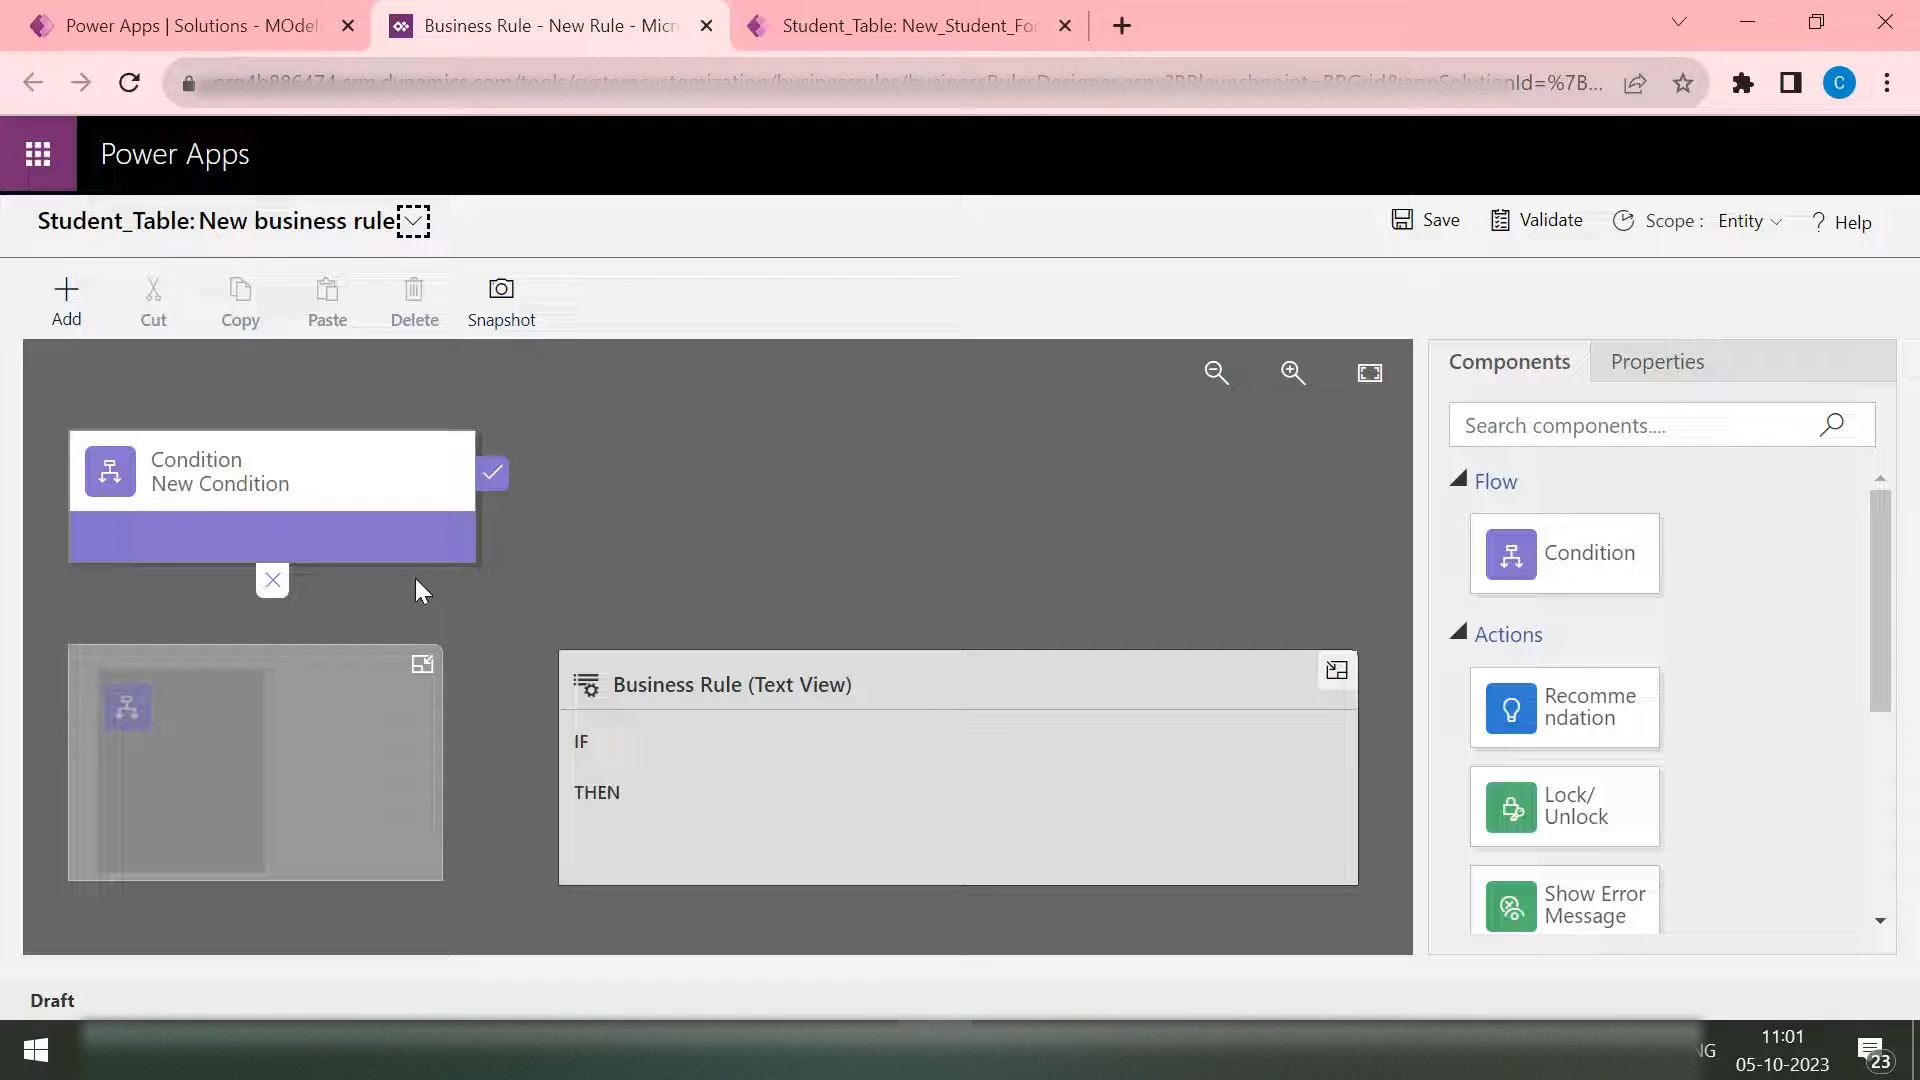 Power Apps | Solutions - MOdel
Business Rule - New Rule - Micr
Student_Table: New_Student_For
C
Power Apps
Student_Table: New business rule
Save
Validate
Scope :
Entity
? Help
Add
Cut
Copy
Paste
Delete
Snapshot
Components
Properties
Condition
New Condition
Search components....
Flow
Condition
Actions
Recomme
ndation
Business Rule (Text View)
IF
THEN
Lock/
Unlock
Show Error
Message
Draft
11:01
05-10-2023
23